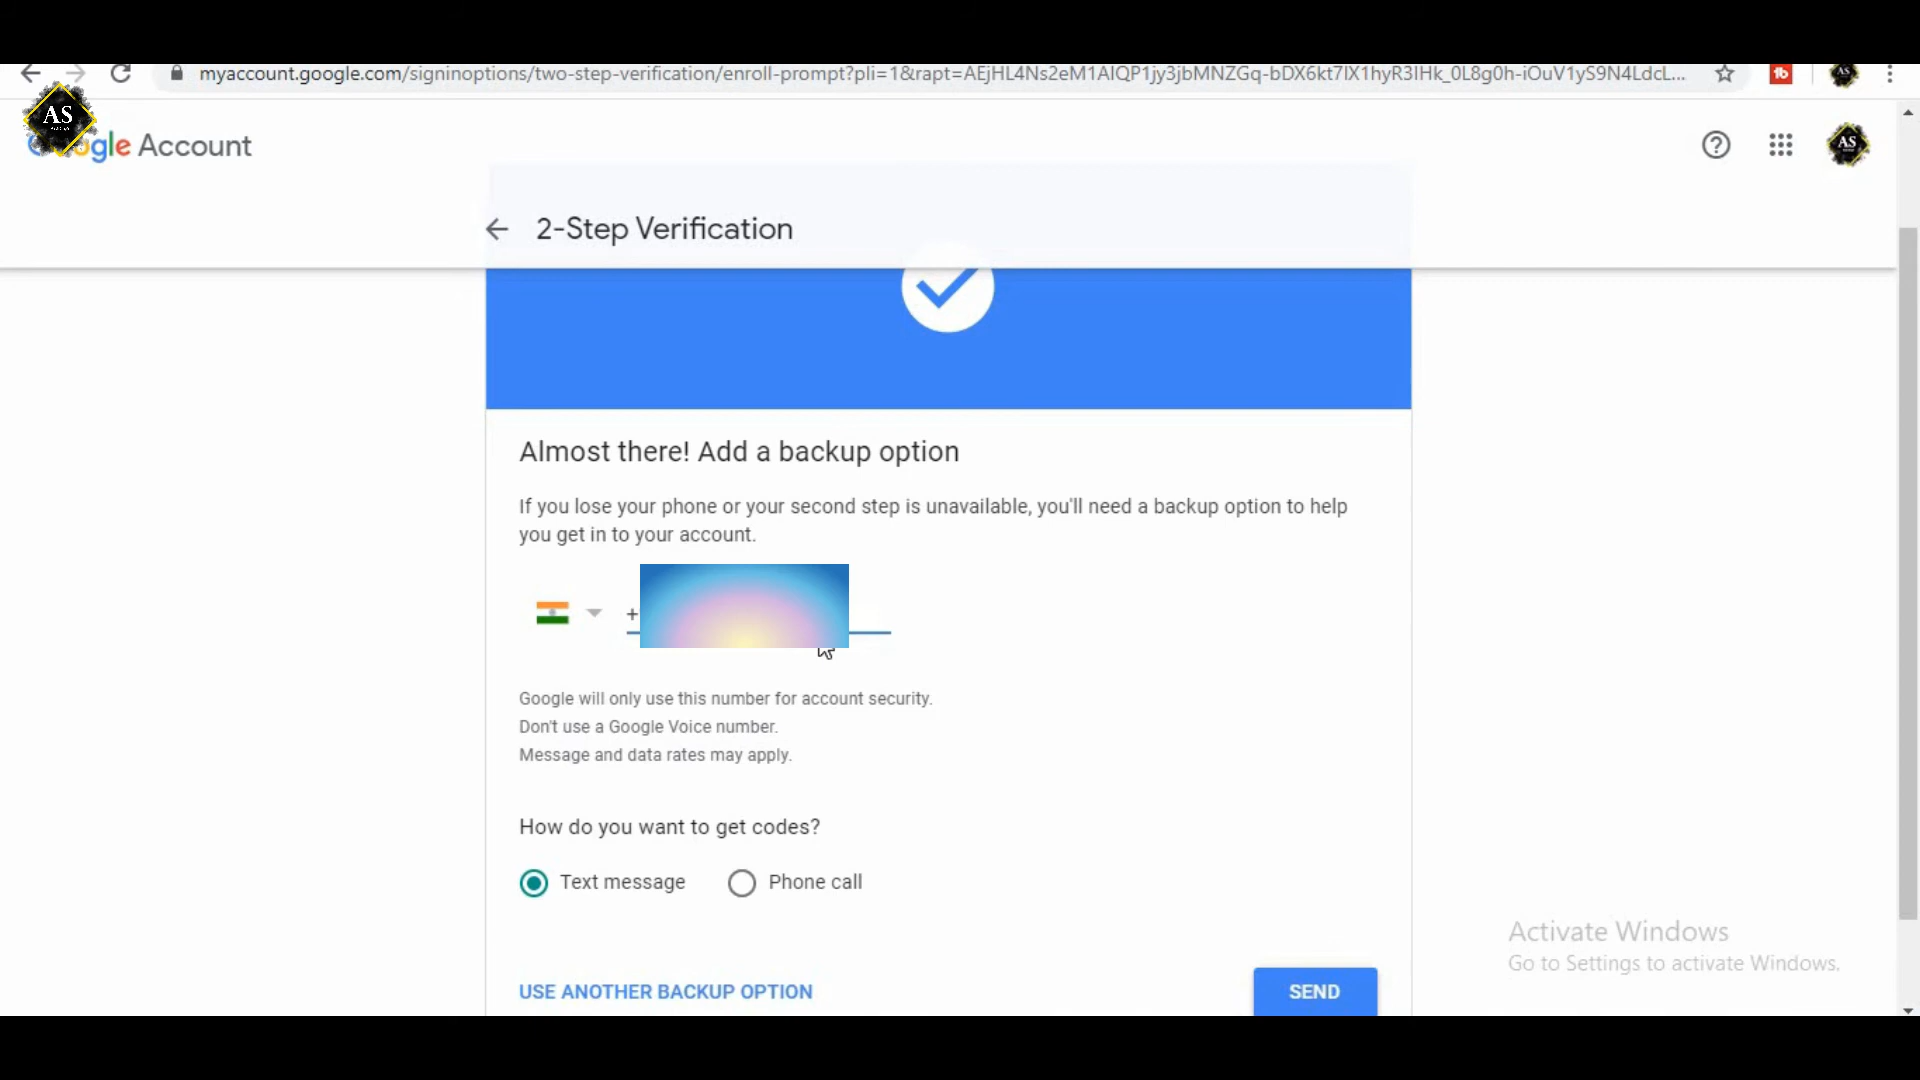 myaccount.google.com/signinoptions/two-step-verification/enroll-prompt?pli=1&rapt=AEjHL4Ns2eM1AIQP1jy3jbMNZGq-bDX6kt7lX1hyR3IHk_0L8g0h-iOuV1yS9N4LdcL...
AS
gle Account
AS
2-Step Verification
Almost there! Add a backup option
If you lose your phone or your second step is unavailable, you'll need a backup option to help
you get in to your account.
+
Google will only use this number for account security.
Don't use a Google Voice number.
Message and data rates may apply.
How do you want to get codes?
Text message
Phone call
Activate Windows
Go to Settings to activate Windows.
USE ANOTHER BACKUP OPTION
SEND